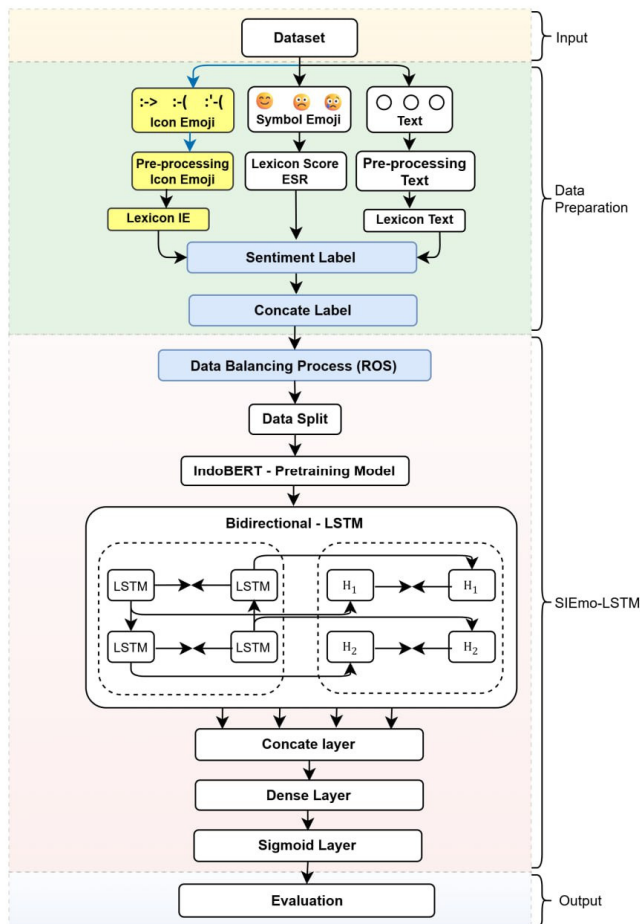 Dataset
Input
:-> :-( :'-(
Icon Emoji
Symbol Emoji
Text
Pre-processing
Icon Emoji
Lexicon Score
ESR
Pre-processing
Text
Data
Preparation
Lexicon IE
Lexicon Text
Sentiment Label
Concate Label
Data Balancing Process (ROS)
Data Split
IndoBERT - Pretraining Model
Bidirectional - LSTM
LSTM LSTM H₁ H₁
LSTM LSTM H₂ H₂
SIEmo-LSTM
Concate layer
Dense Layer
Sigmoid Layer
Evaluation
Output